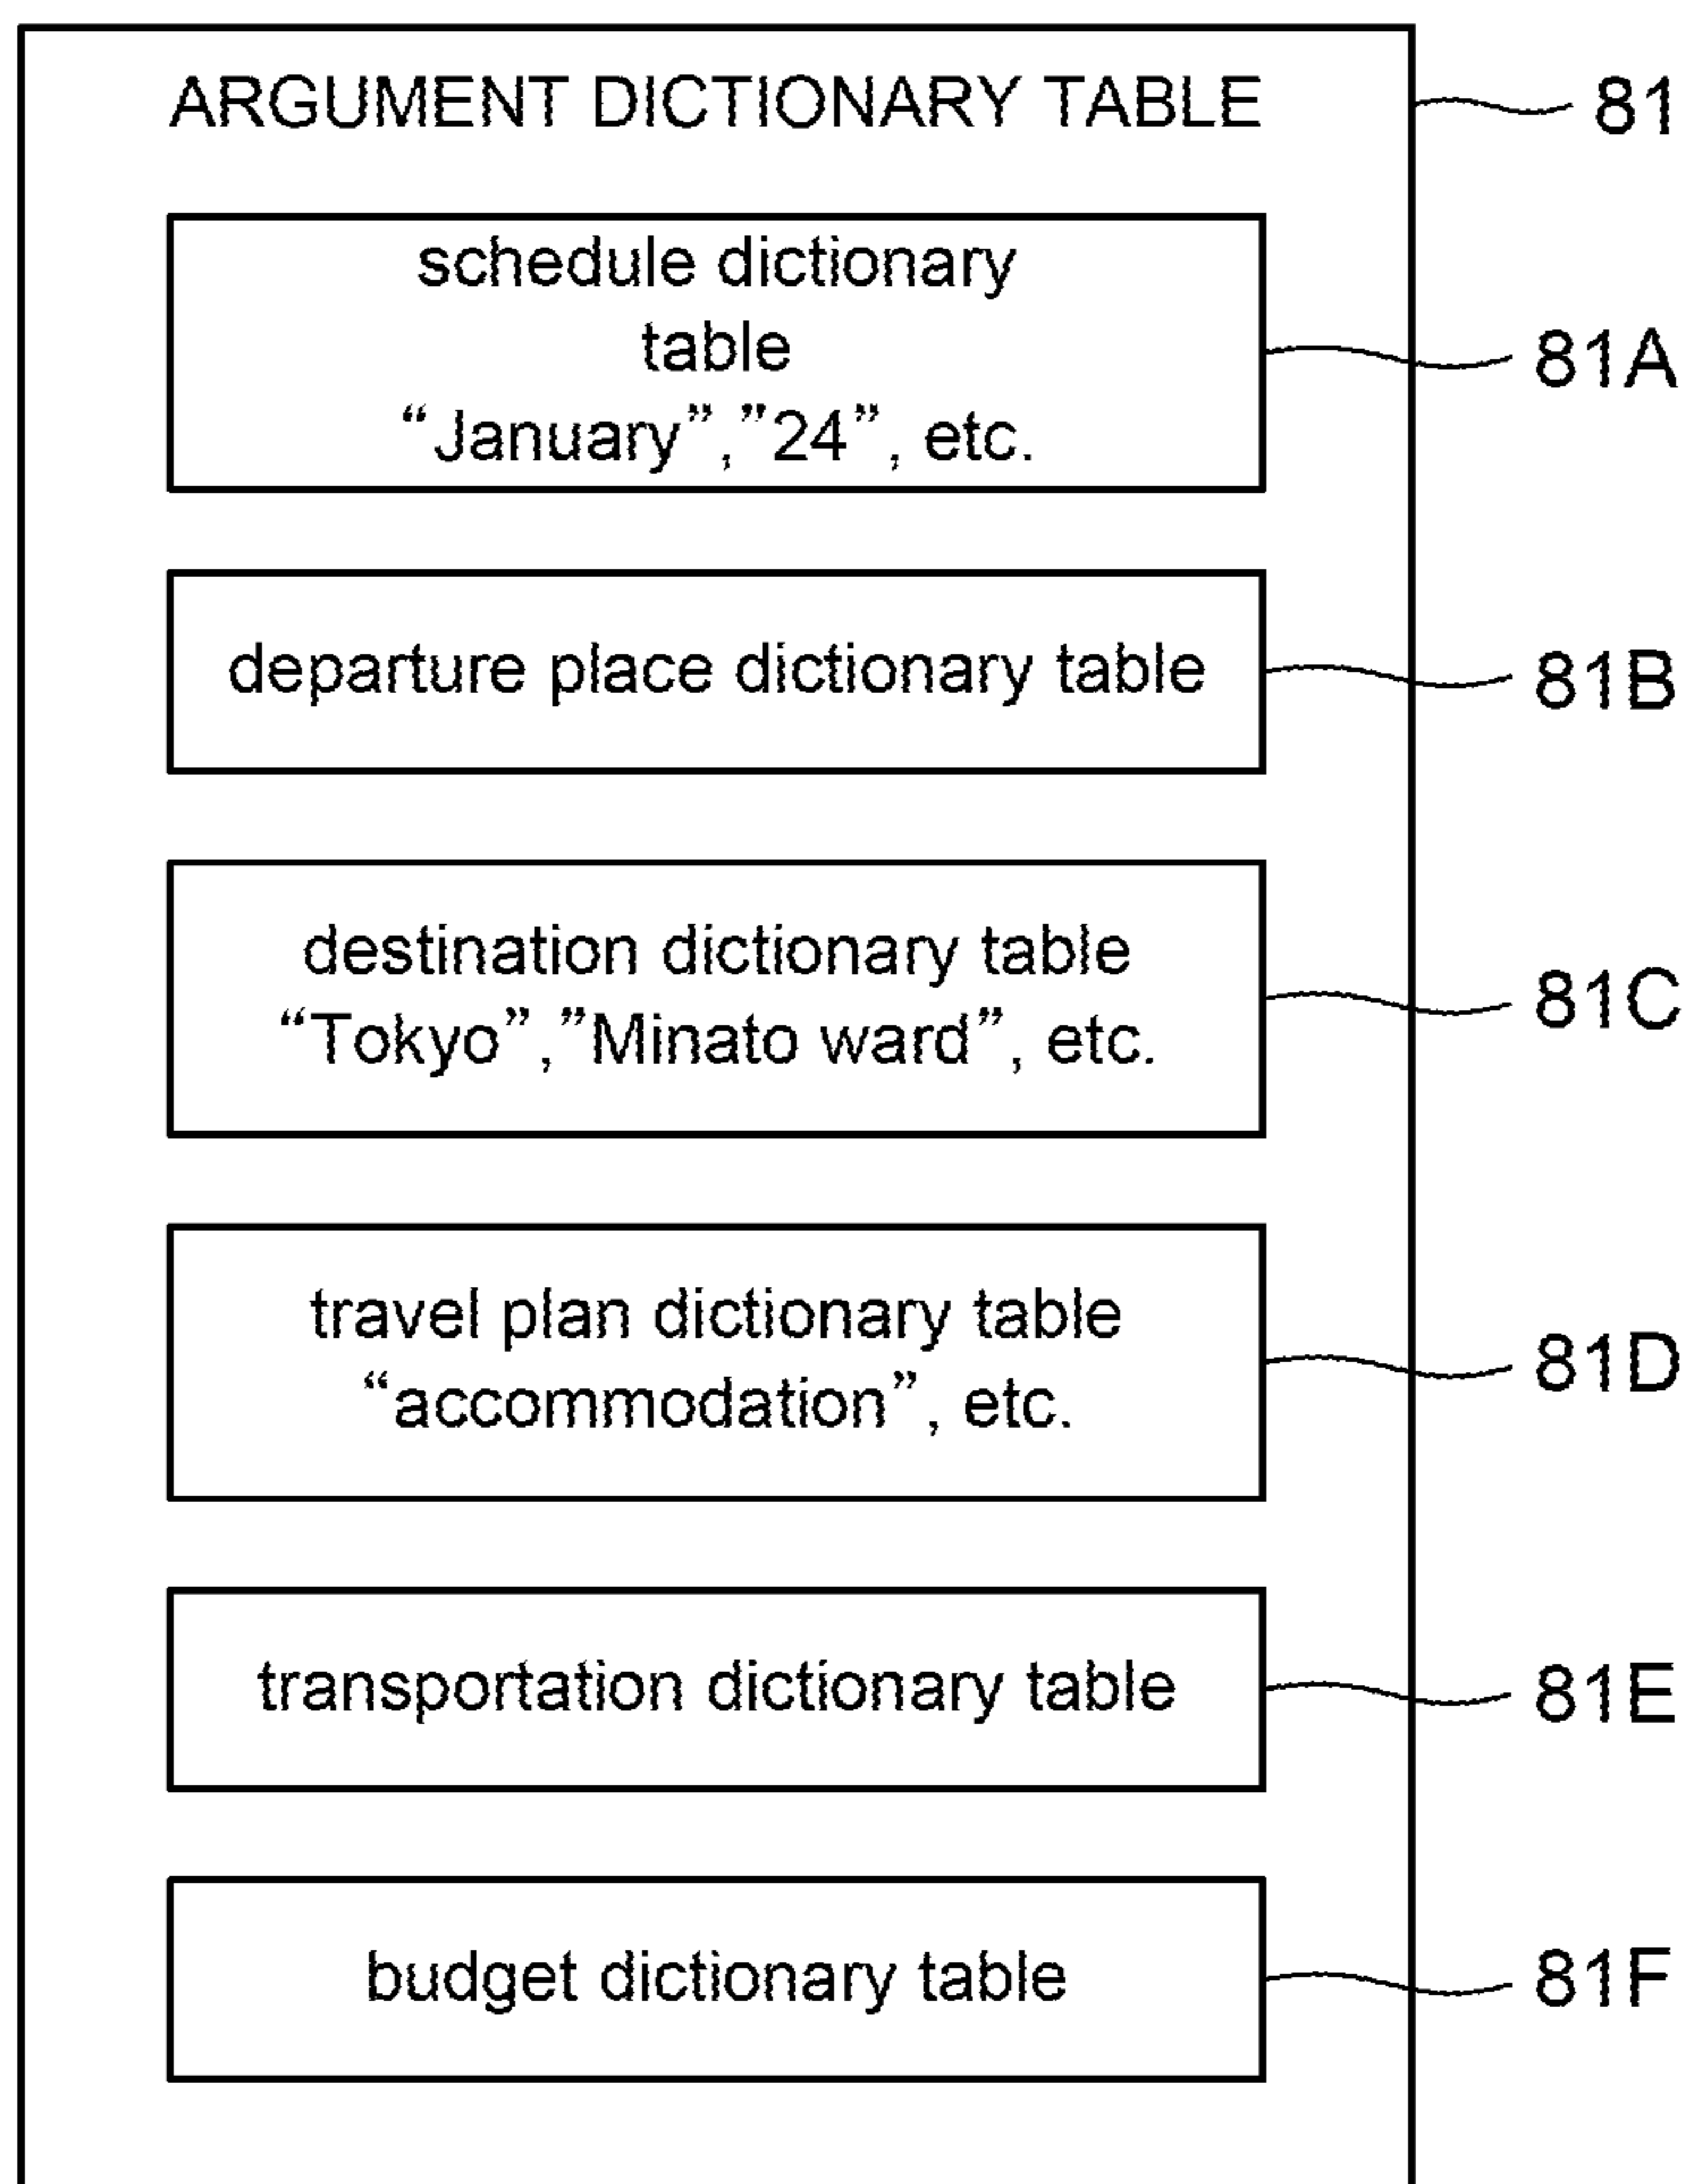 ARGUMENT DICTIONARY TABLE 81
schedule dictionary
table
“January”,”24”, etc.
81A
departure place dictionary table 81B
destination dictionary table
“Tokyo”,”Minato ward”, etc.
81C
travel plan dictionary table
“accommodation”, etc.
81D
transportation dictionary table 81E
budget dictionary table 81F